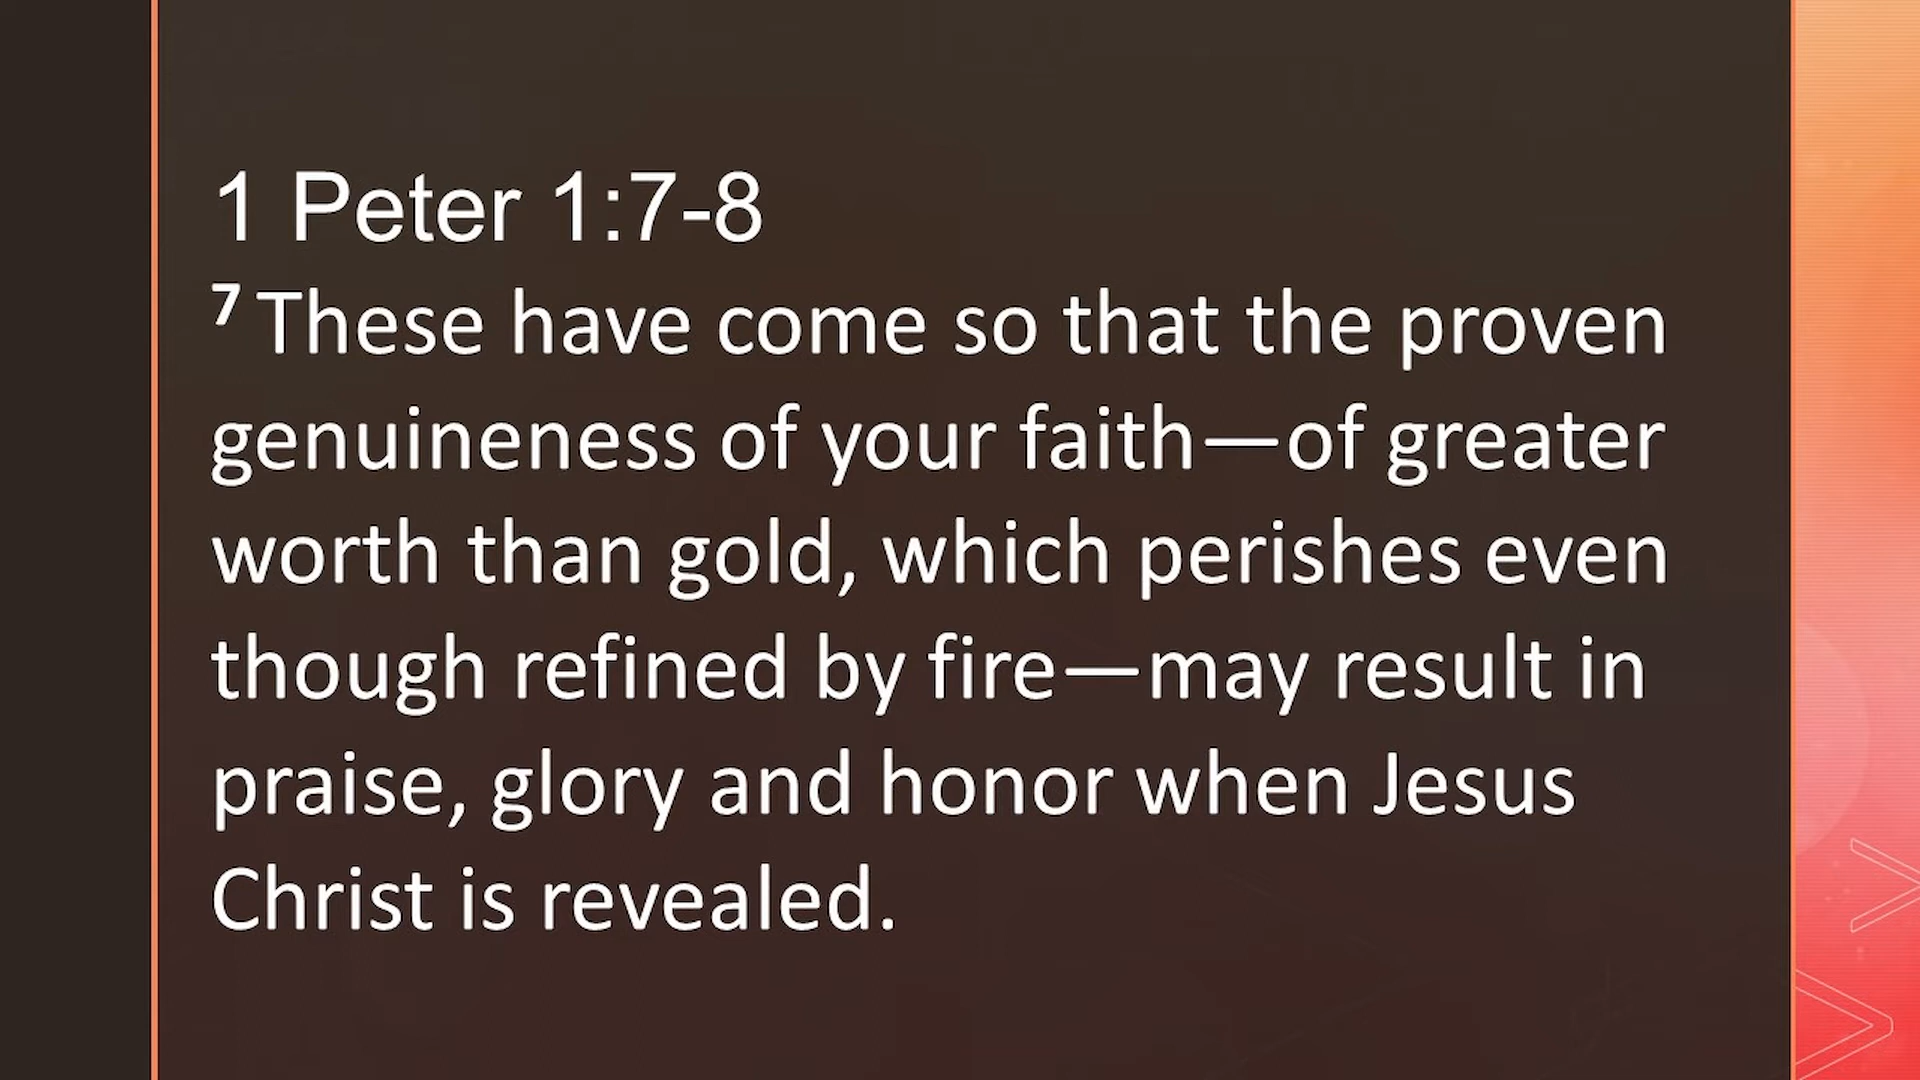 1 Peter 1:7-8
⁷ These have come so that the proven
genuineness of your faith—of greater
worth than gold, which perishes even
though refined by fire—may result in
praise, glory and honor when Jesus
Christ is revealed.